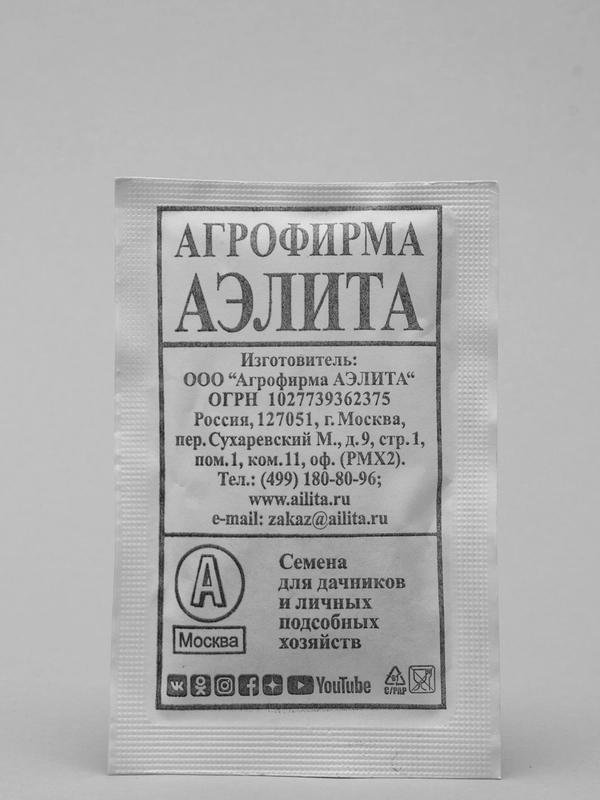 АГРОФИРМА
АЭЛИТА
Изготовитель:
ООО “Агрофирма АЭЛИТА“
ОГРН 1027739362375
Россия, 127051, г. Москва,
пер. Сухаревский М., д. 9, стр. 1,
пом. 1, ком. 11, оф. (РМХ2).
Тел.: (499) 180-80-96;
www.ailita.ru
e-mail: zakaz@ailita.ru
А
Москва
Семена
для дачников
и личных
подсобных
хозяйств
YouTube
81
C/PAP